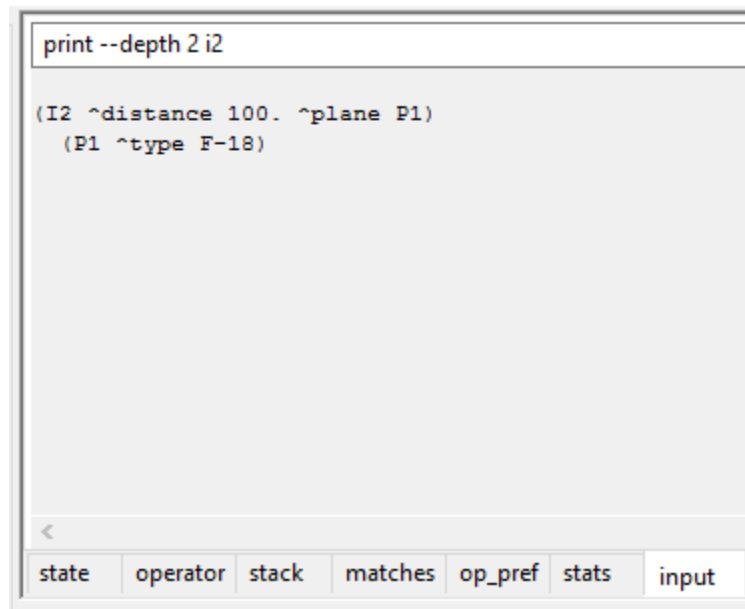 print --depth 2 i2
(I2 ^distance 100. ^plane P1)
(P1 ^type F-18)
<
state operator stack matches op_pref stats input